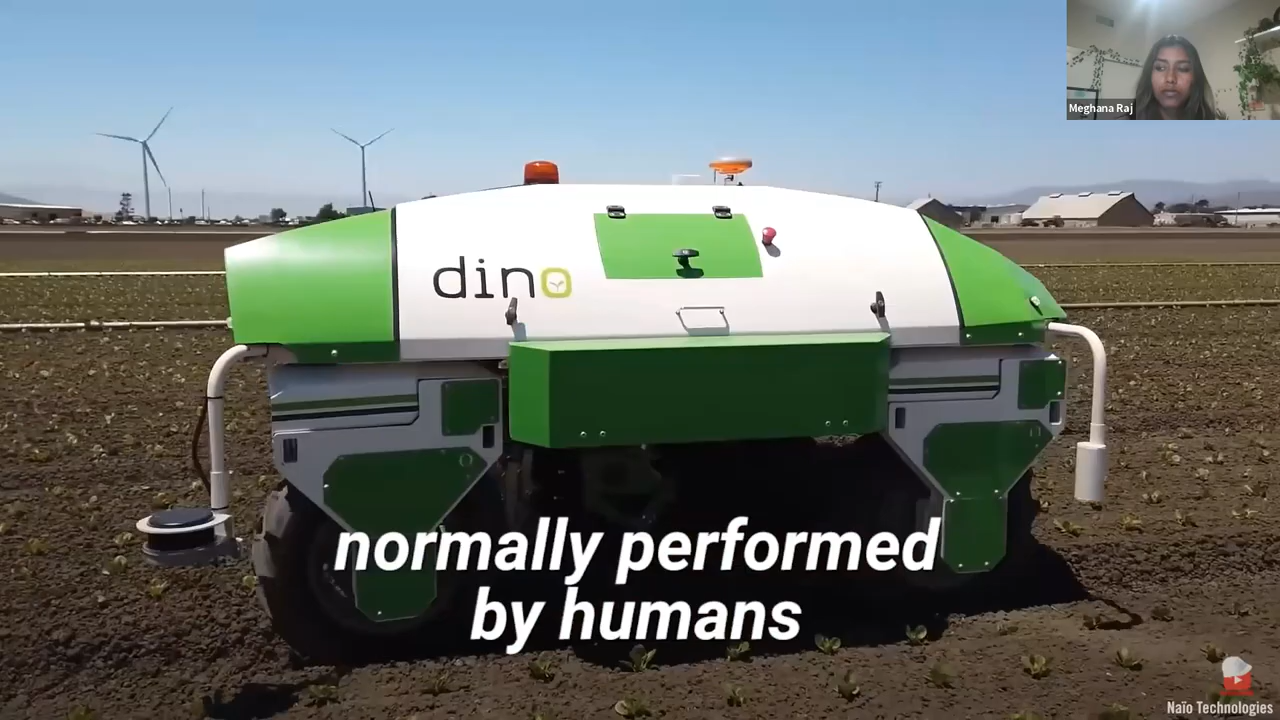 Meghana Raj
dino
normally performed
by humans
Naïo Technologies